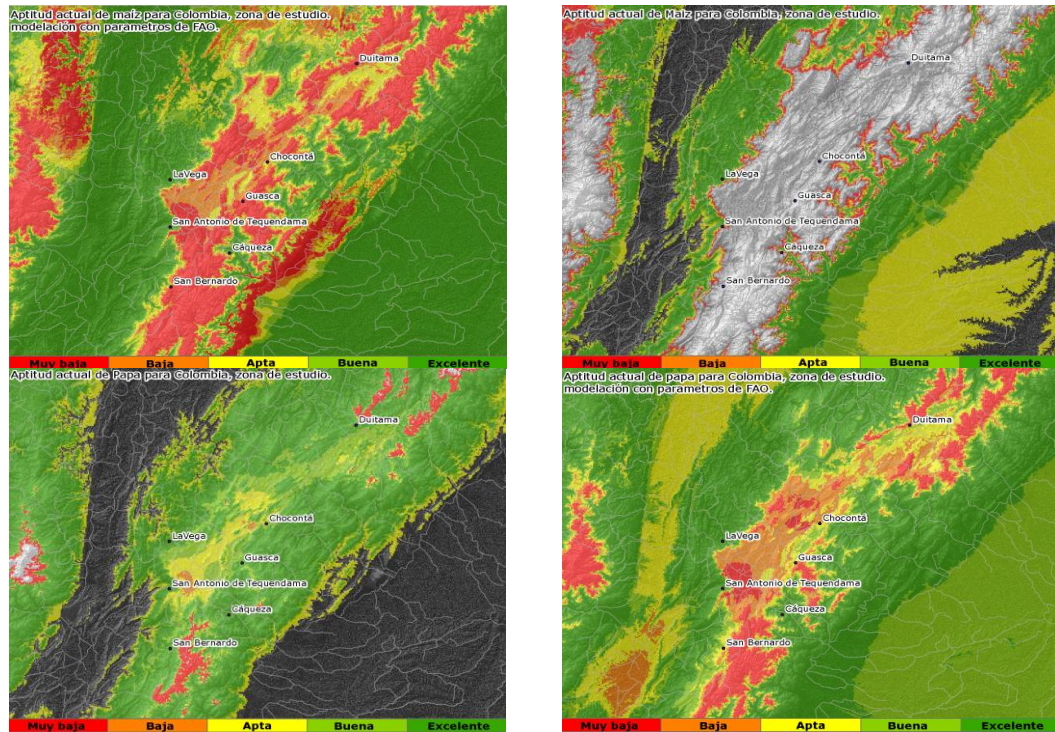 Aptitud actual de maíz para Colombia, zona de estudio.
modelación con parametros de FAO.
Duitama
Chocontá
LaVega
Guasca
San Antonio de Tequendama
Cáqueza
San Bernardo
Muy baja Baja Apta Buena Excelente
Aptitud actual de Maíz para Colombia, zona de estudio.
Duitama
Chocontá
LaVega
Guasca
San Antonio de Tequendama
Cáqueza
San Bernardo
Muy baja Baja Apta Buena Excelente
Aptitud actual de Papa para Colombia, zona de estudio.
Duitama
Chocontá
LaVega
Guasca
San Antonio de Tequendama
Cáqueza
San Bernardo
Muy baja Baja Apta Buena Excelente
Aptitud actual de papa para Colombia, zona de estudio.
modelación con parametros de FAO.
Duitama
Chocontá
LaVega
Guasca
San Antonio de Tequendama
Cáqueza
San Bernardo
Muy baja Baja Apta Buena Excelente